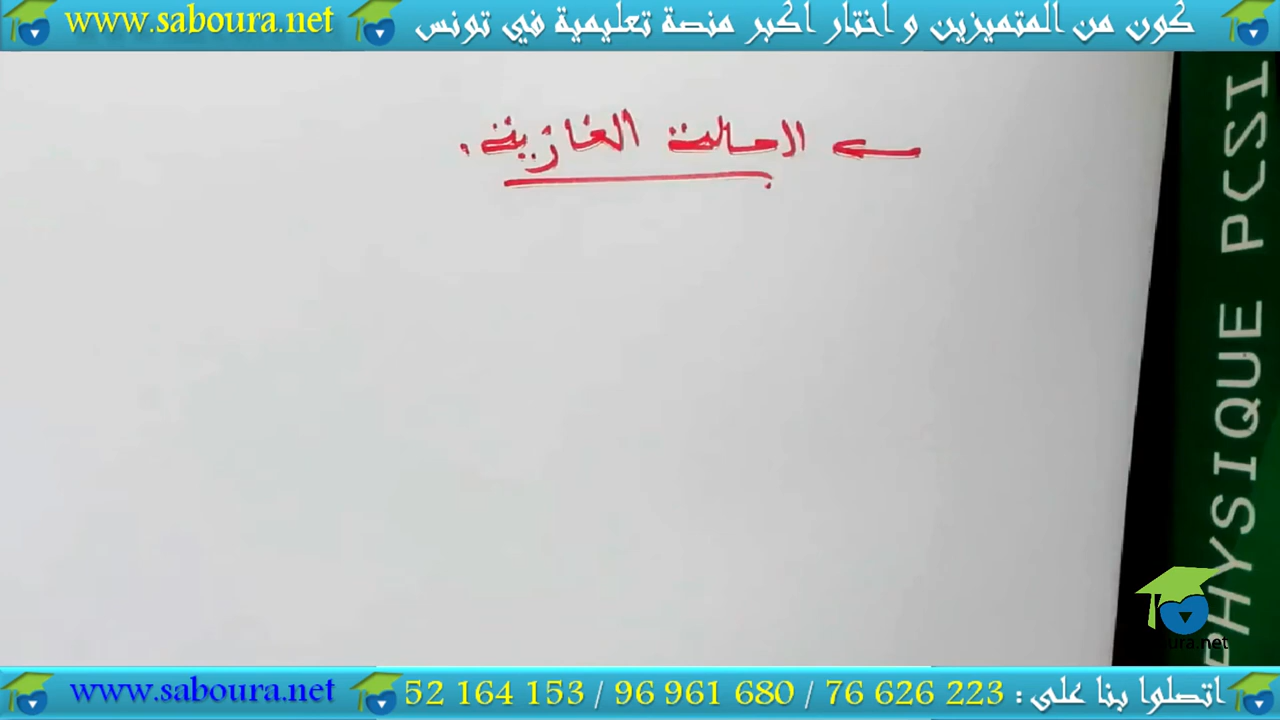 www.saboura.net كون من المتميزين و اختار اكبر منصة تعليمية في تونس
الحالة الغازية .
PHYSIQUE PCSI
www.saboura.net 52 164 153 / 96 961 680 / 76 626 223 : اتصلوا بنا على